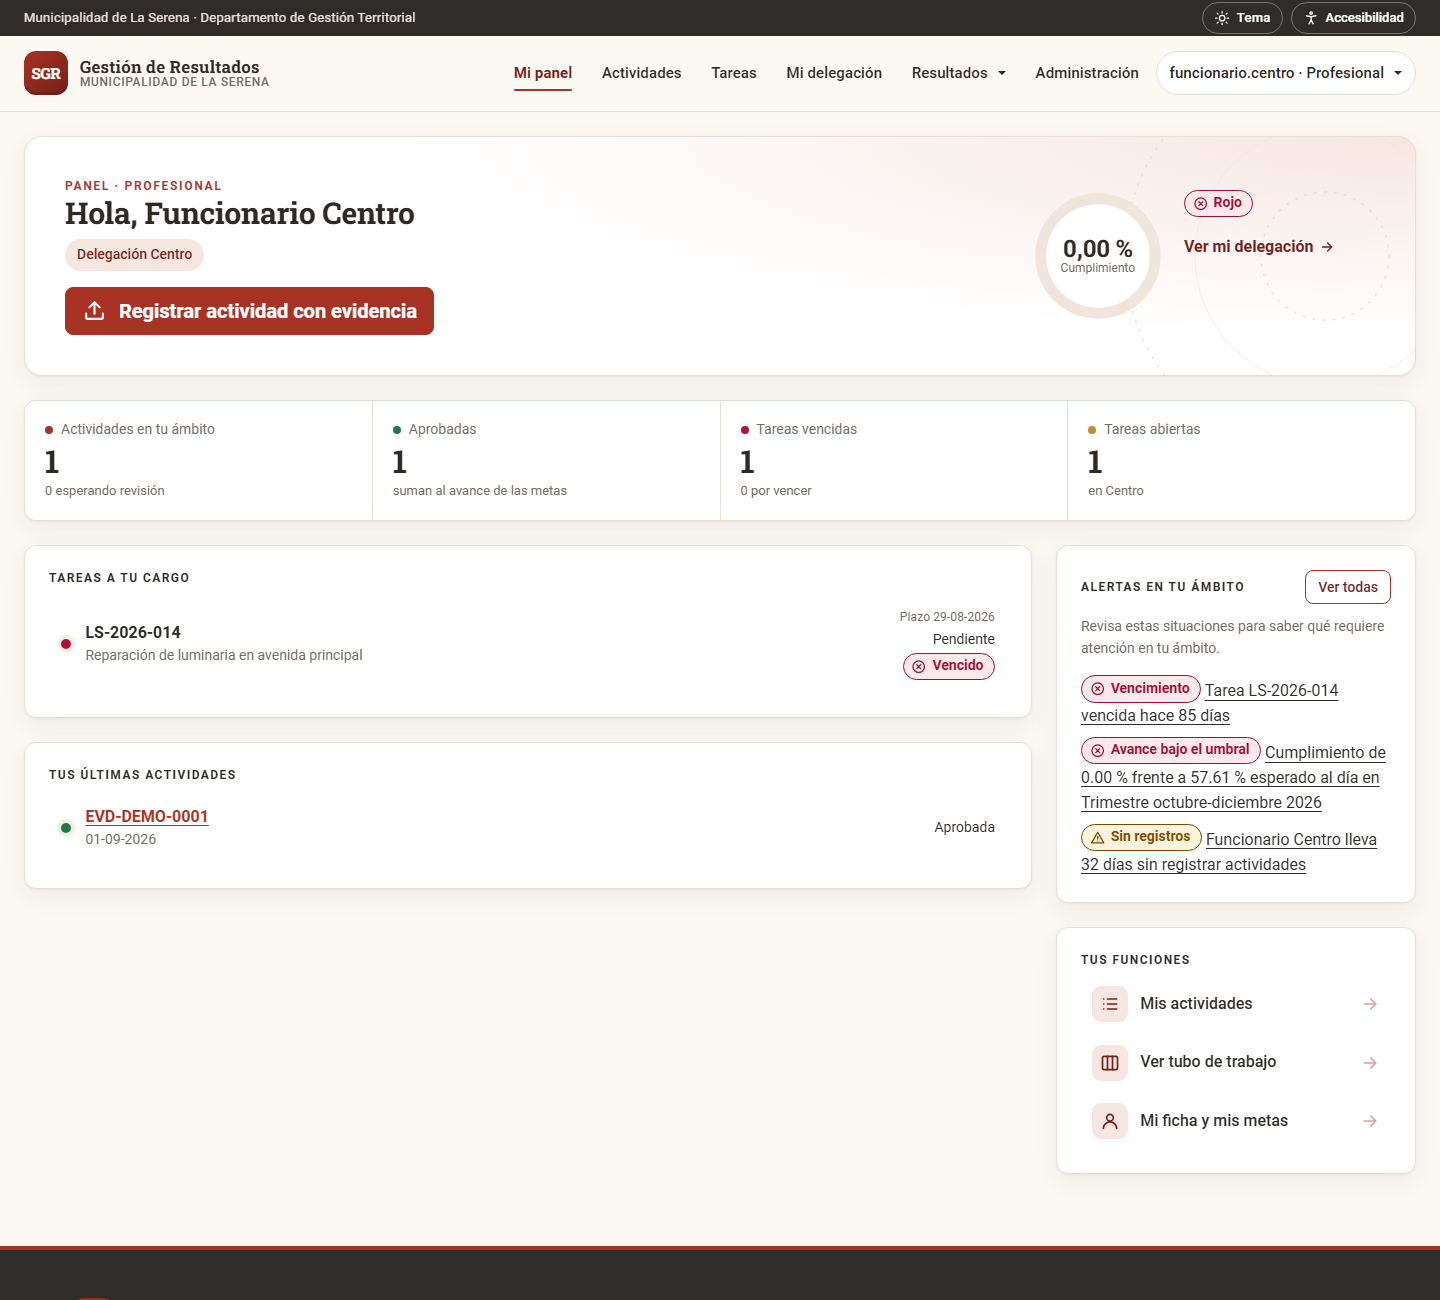 Municipalidad de La Serena · Departamento de Gestión Territorial
Tema
Accesibilidad
SGR
Gestión de Resultados
MUNICIPALIDAD DE LA SERENA
Mi panel
Actividades
Tareas
Mi delegación
Resultados
Administración
funcionario.centro · Profesional
PANEL · PROFESIONAL
Hola, Funcionario Centro
Delegación Centro
Registrar actividad con evidencia
0,00 %
Cumplimiento
Rojo
Ver mi delegación →
Actividades en tu ámbito
1
0 esperando revisión
Aprobadas
1
suman al avance de las metas
Tareas vencidas
1
0 por vencer
Tareas abiertas
1
en Centro
TAREAS A TU CARGO
LS-2026-014
Reparación de luminaria en avenida principal
Plazo 29-08-2026
Pendiente
Vencido
TUS ÚLTIMAS ACTIVIDADES
EVD-DEMO-0001
01-09-2026
Aprobada
ALERTAS EN TU ÁMBITO
Ver todas
Revisa estas situaciones para saber qué requiere
atención en tu ámbito.
Vencimiento Tarea LS-2026-014
vencida hace 85 días
Avance bajo el umbral Cumplimiento de
0.00 % frente a 57.61 % esperado al día en
Trimestre octubre-diciembre 2026
Sin registros Funcionario Centro lleva
32 días sin registrar actividades
TUS FUNCIONES
Mis actividades →
Ver tubo de trabajo →
Mi ficha y mis metas →